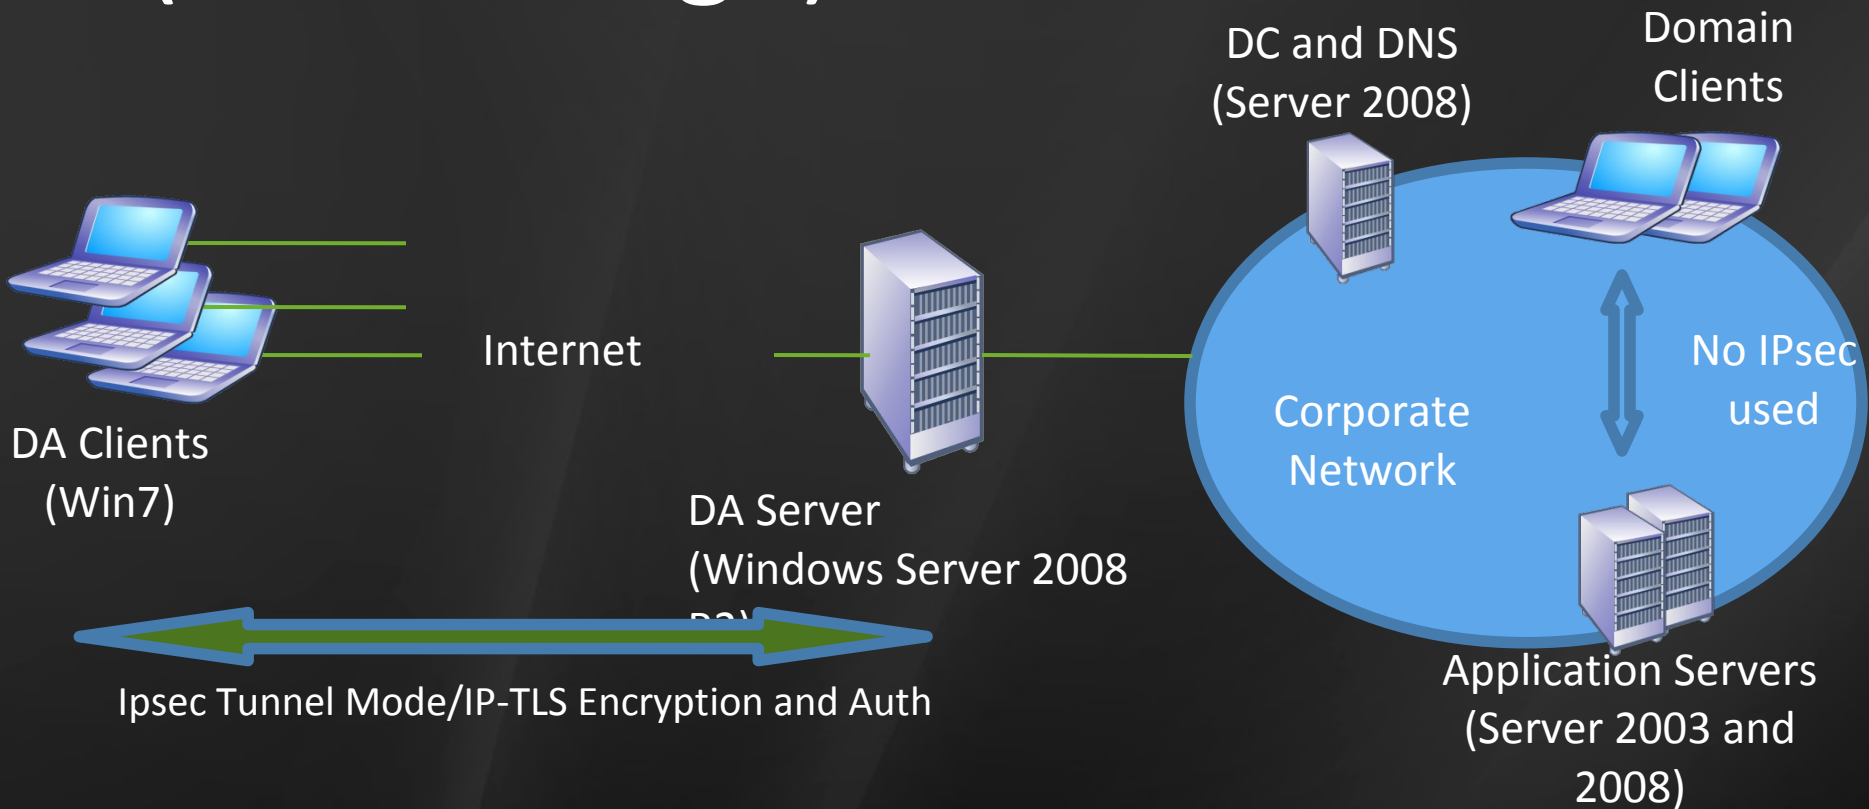 DC and DNS
(Server 2008)
Domain
Clients
Internet
No IPsec
used
Corporate
Network
DA Clients
(Win7)
DA Server
(Windows Server 2008
Ipsec Tunnel Mode/IP-TLS Encryption and Auth
Application Servers
(Server 2003 and
2008)